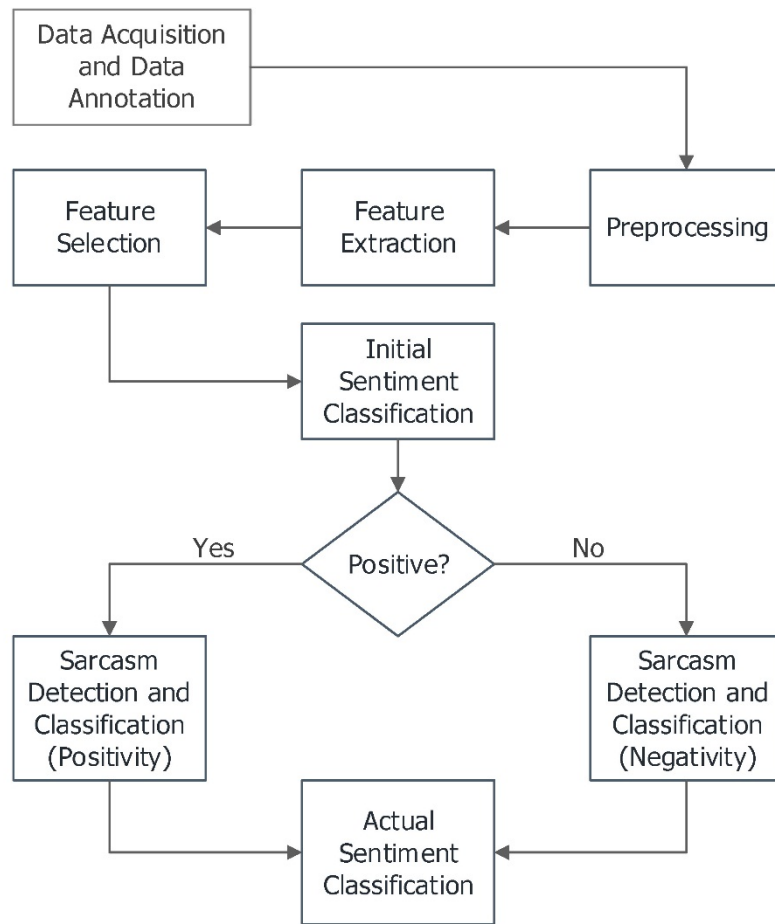 Data Acquisition
and Data
Annotation
Preprocessing
Feature
Extraction
Feature
Selection
Initial
Sentiment
Classification
Positive?
Yes
No
Sarcasm
Detection and
Classification
(Positivity)
Sarcasm
Detection and
Classification
(Negativity)
Actual
Sentiment
Classification